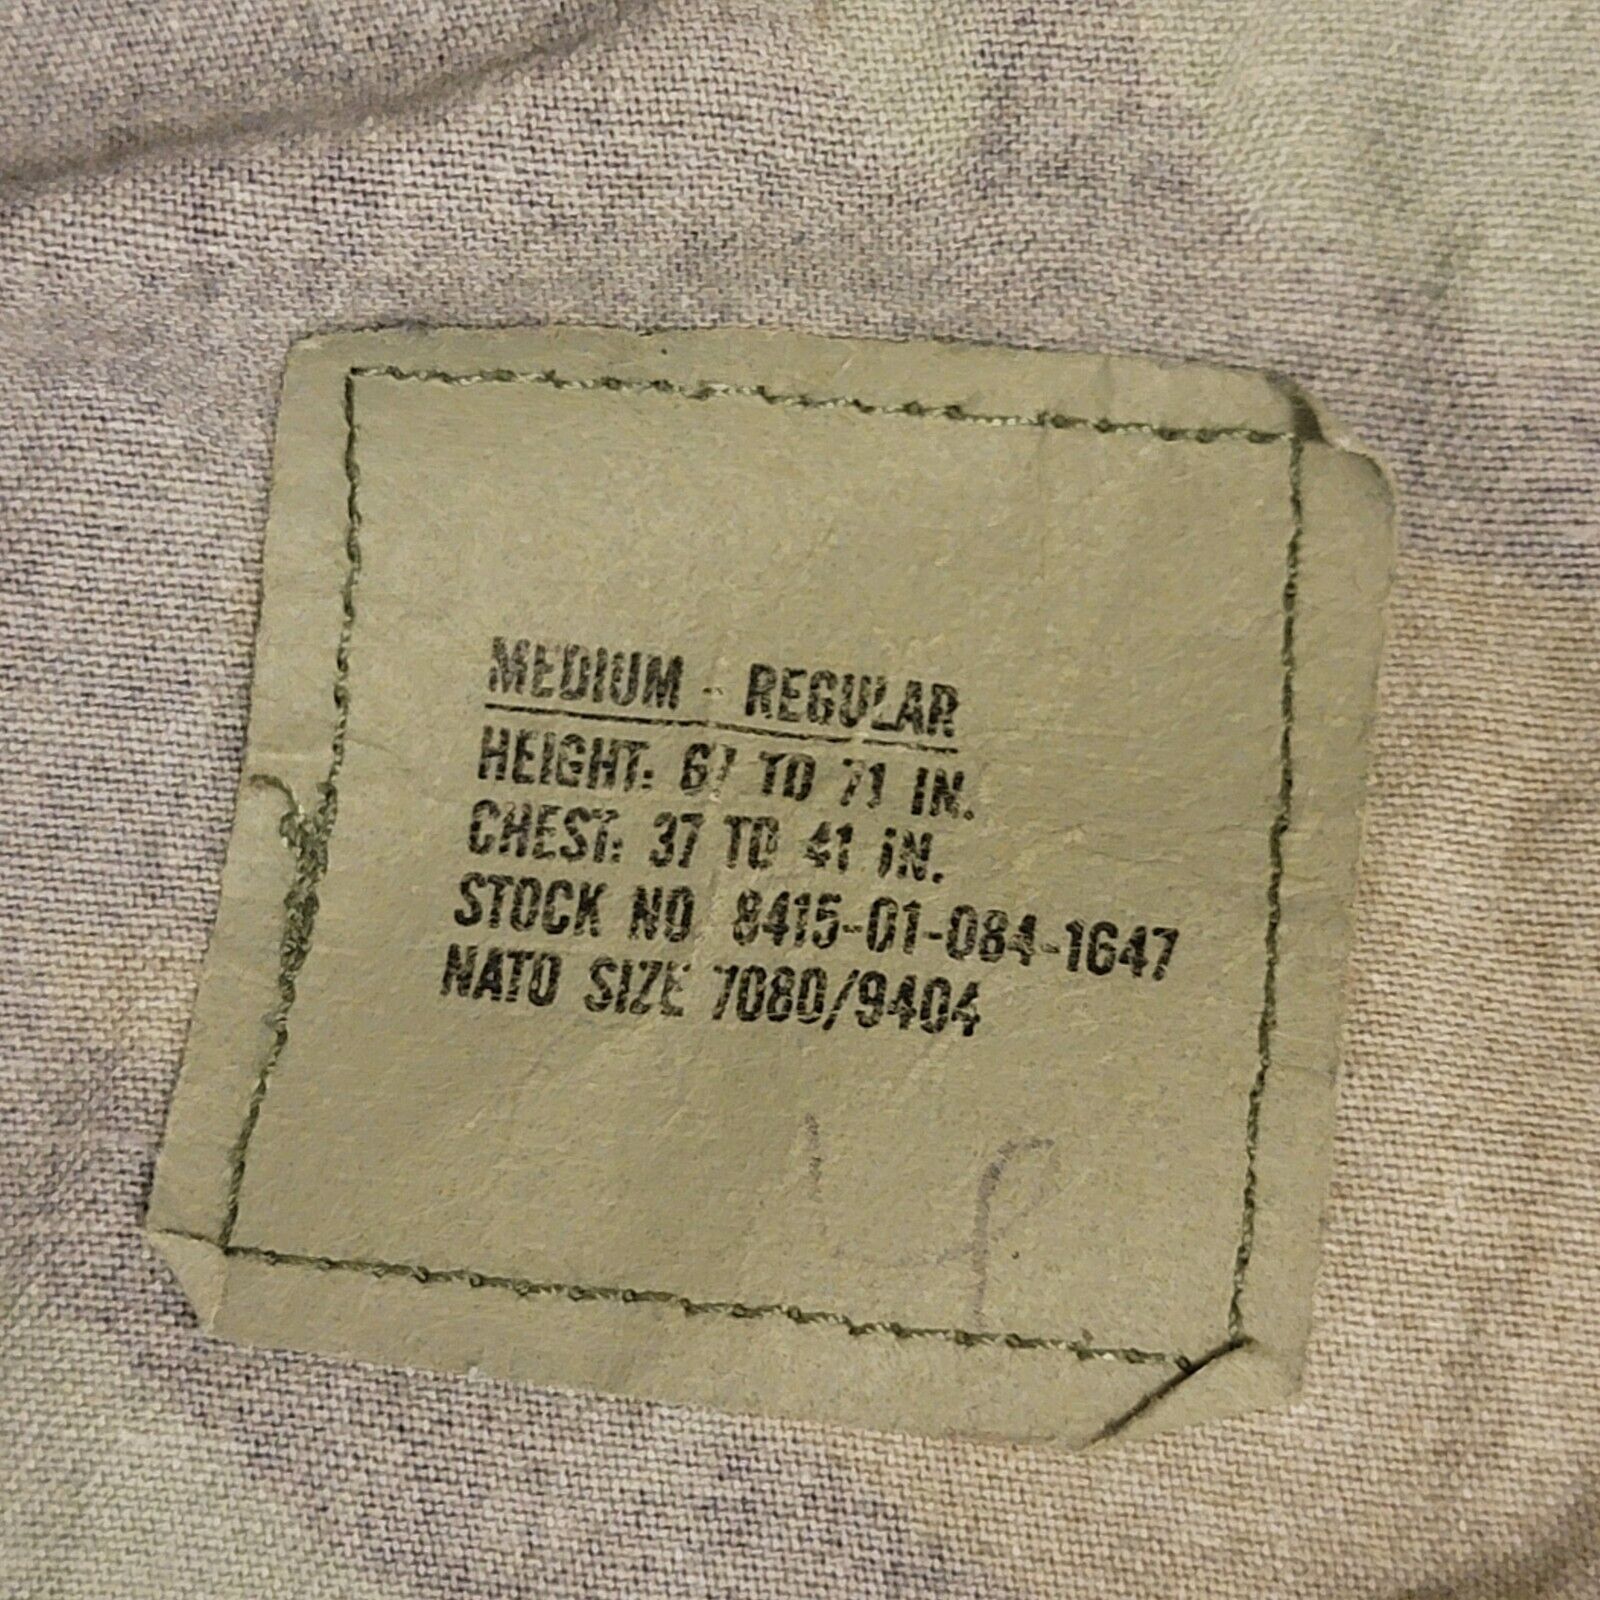 MEDIUM - REGULAR
HEIGHT: 67 TO 71 IN.
CHEST: 37 TO 41 IN.
STOCK NO 8415-01-084-1647
NATO SIZE 7080/9404